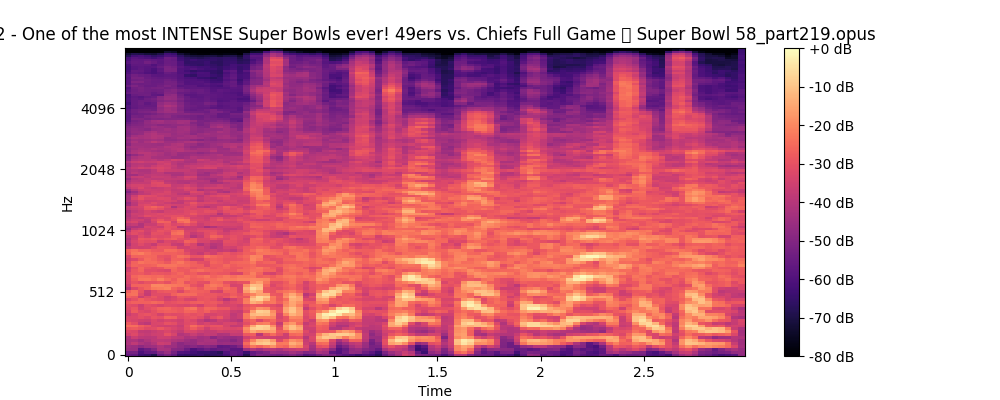 2 - One of the most INTENSE Super Bowls ever! 49ers vs. Chiefs Full Game 𥫗 Super Bowl 58_part219.opus
+0 dB
4096
-10 dB
-20 dB
2048
-30 dB
Hz
1024
-40 dB
-50 dB
512
-60 dB
-70 dB
0
-80 dB
0
0.5
1
1.5
2
2.5
Time